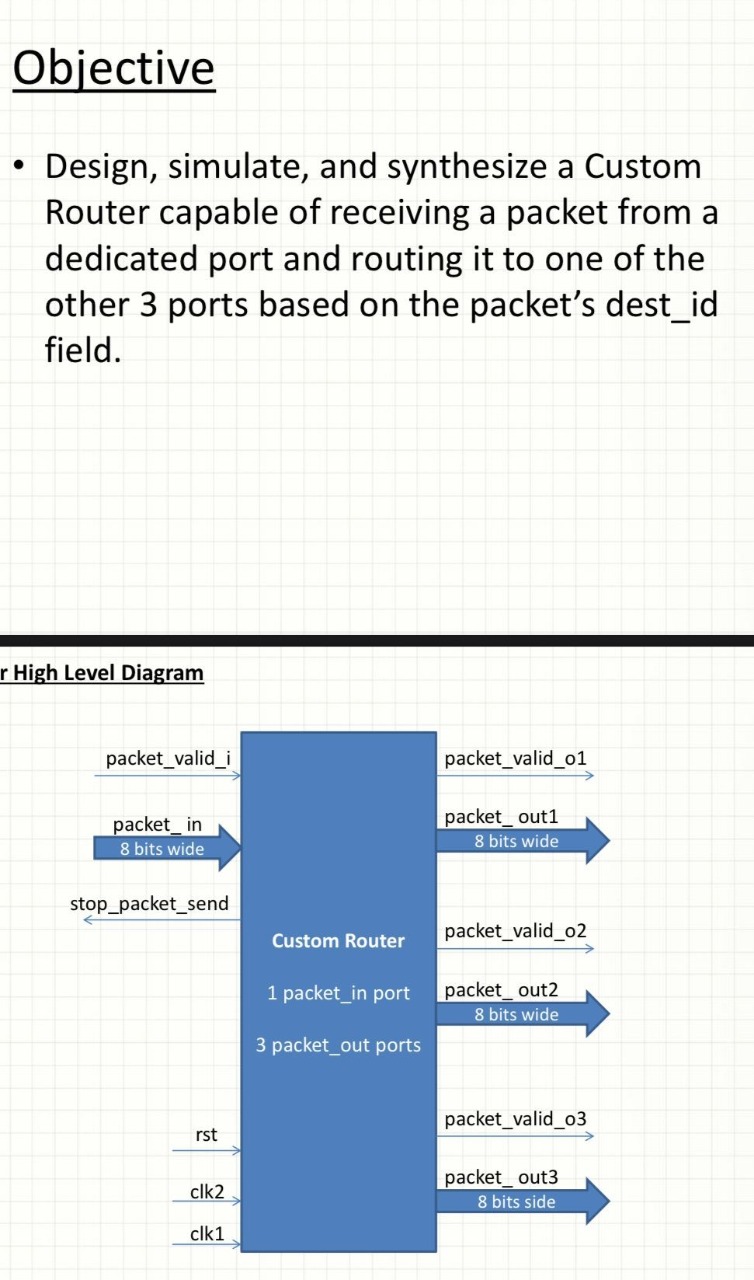 Objective
• Design, simulate, and synthesize a Custom
Router capable of receiving a packet from a
dedicated port and routing it to one of the
other 3 ports based on the packet’s dest_id
field.
r High Level Diagram
packet_valid_i
packet_ in
8 bits wide
stop_packet_send
Custom Router
1 packet_in port
3 packet_out ports
rst
clk2
clk1
packet_valid_o1
packet_ out1
8 bits wide
packet_valid_o2
packet_ out2
8 bits wide
packet_valid_o3
packet_ out3
8 bits side